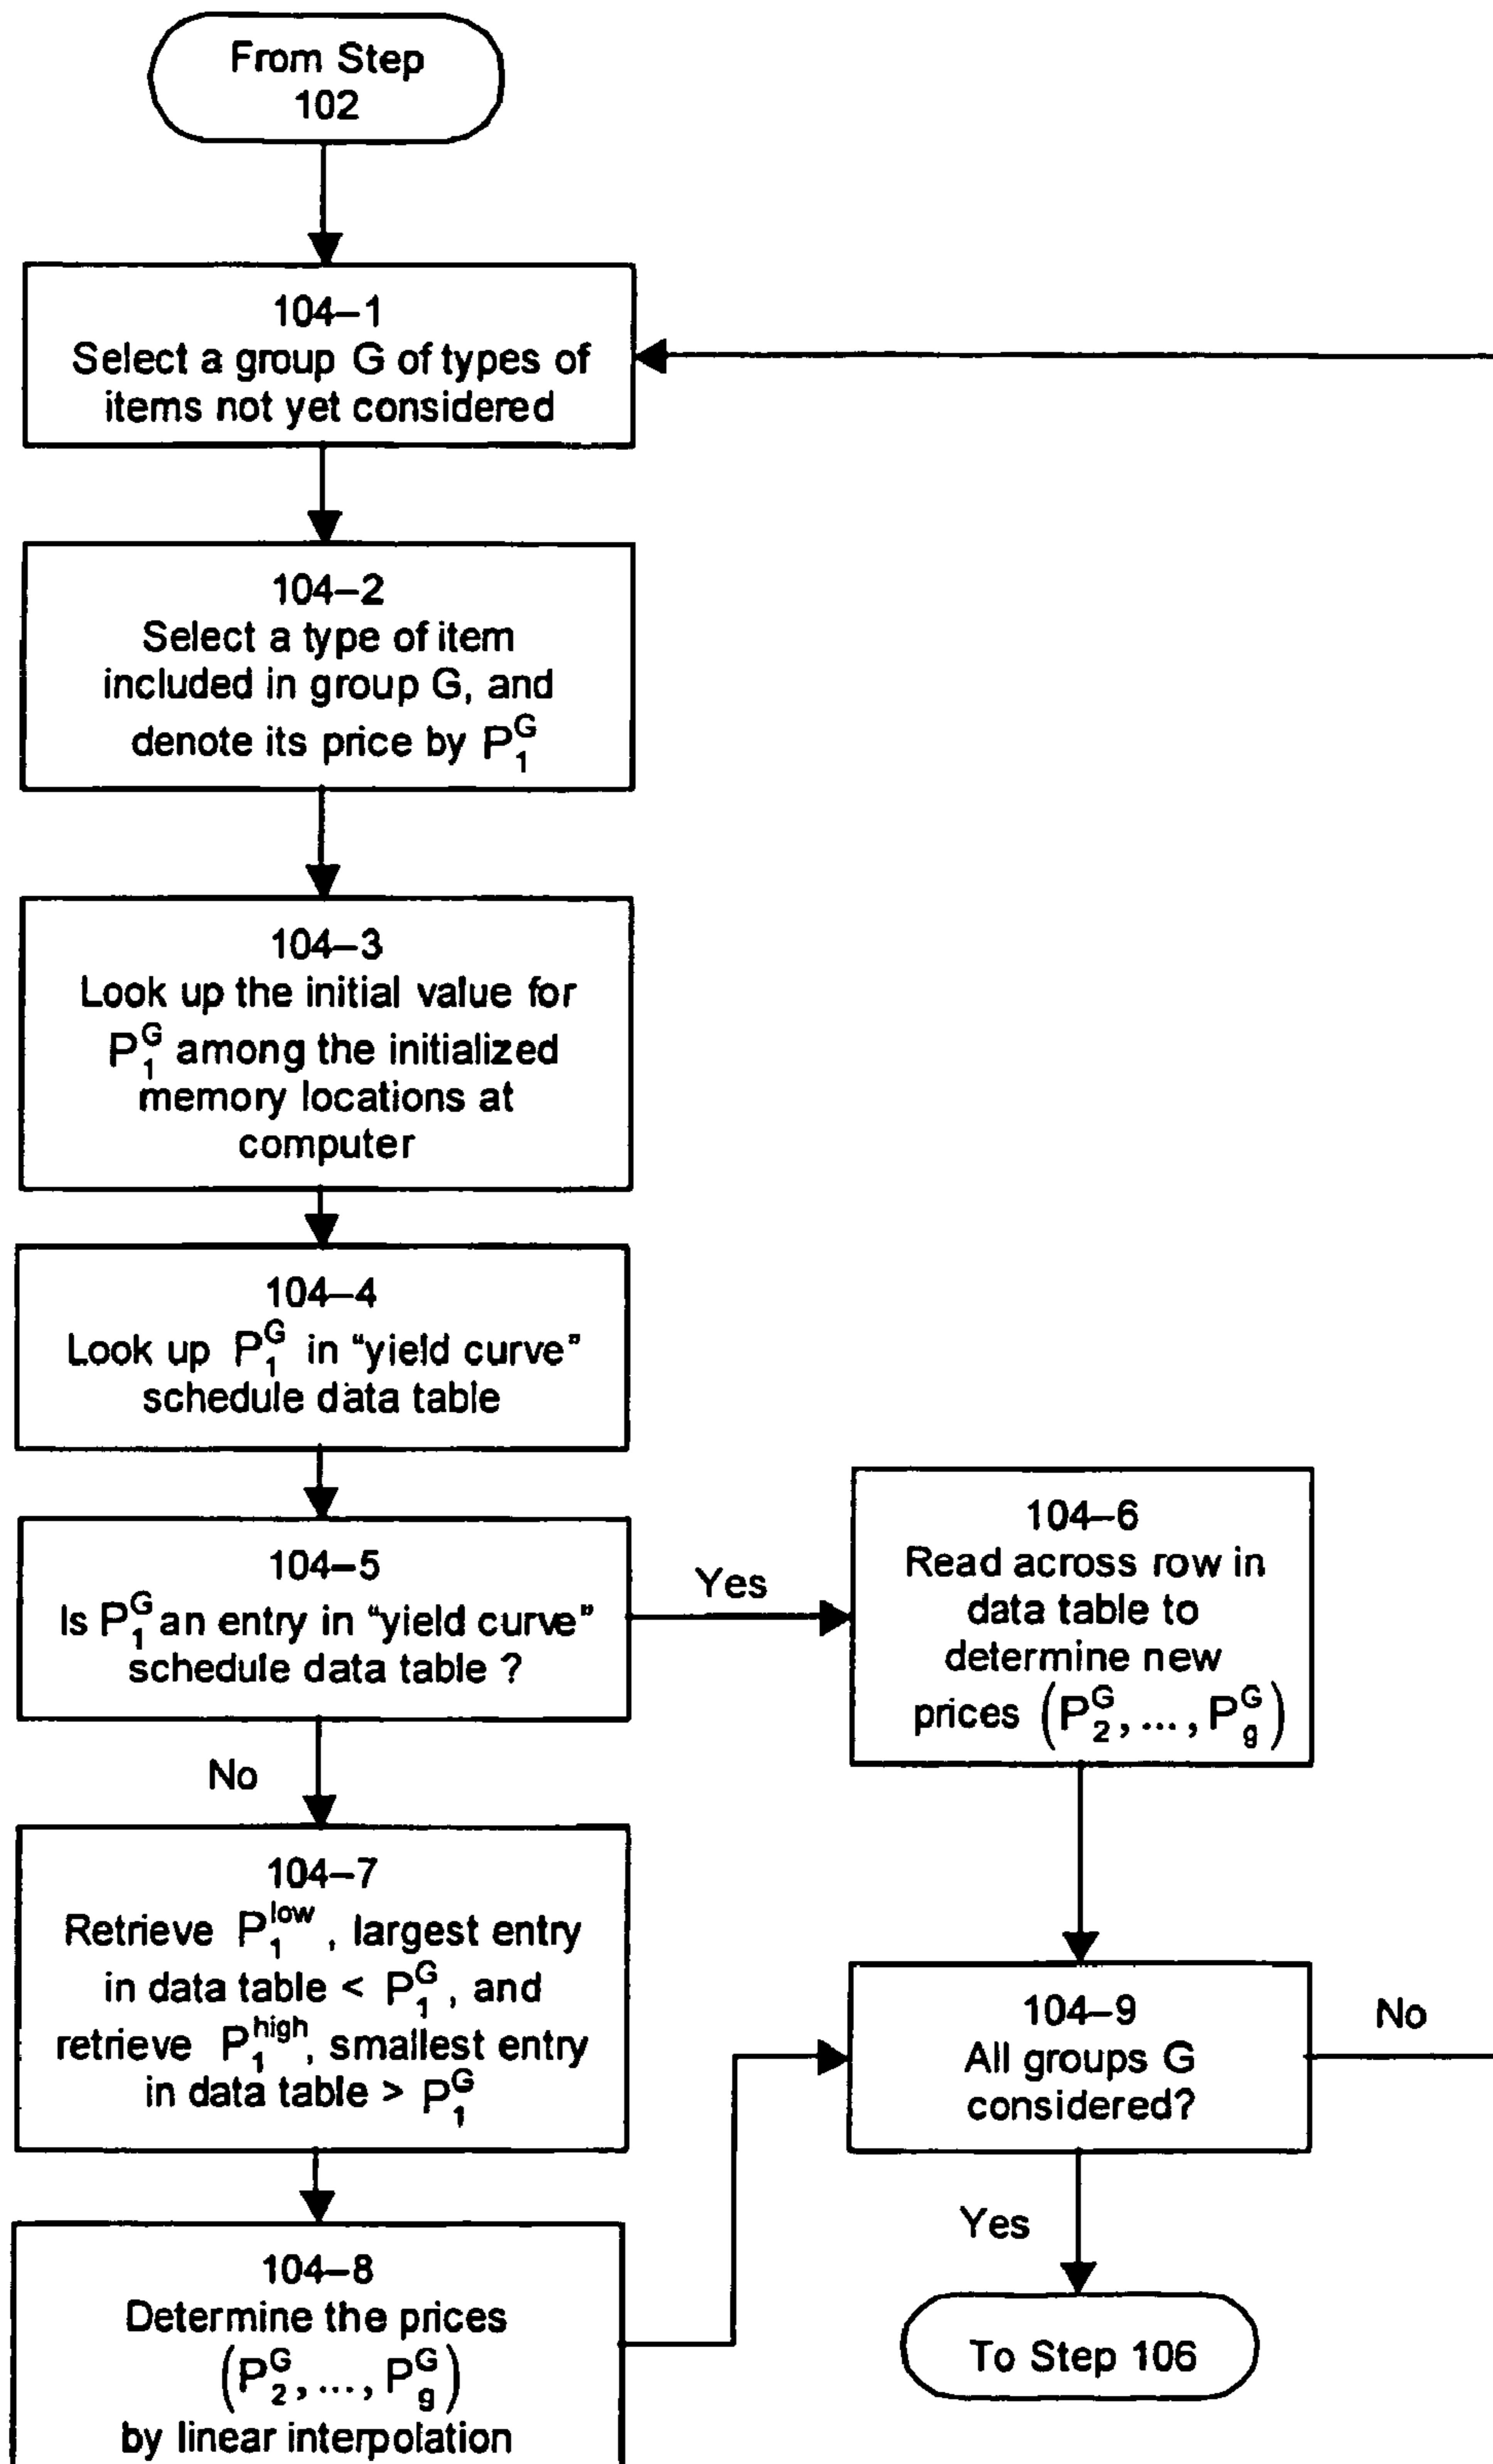 From Step
102
104–1
Select a group G of types of
items not yet considered
104–2
Select a type of item
included in group G, and
denote its price by P₁ᴳ
104–3
Look up the initial value for
P₁ᴳ among the initialized
memory locations at
computer
104–4
Look up P₁ᴳ in “yield curve”
schedule data table
104–5
Is P₁ᴳ an entry in “yield curve”
schedule data table ?
Yes
104–6
Read across row in
data table to
determine new
prices (P₂ᴳ, ..., P_gᴳ)
No
104–7
Retrieve P₁ˡᵒʷ, largest entry
in data table < P₁ᴳ, and
retrieve P₁ʰⁱᵍʰ, smallest entry
in data table > P₁ᴳ
104–8
Determine the prices
(P₂ᴳ, ..., P_gᴳ)
by linear interpolation
104–9
All groups G
considered?
No
Yes
To Step 106